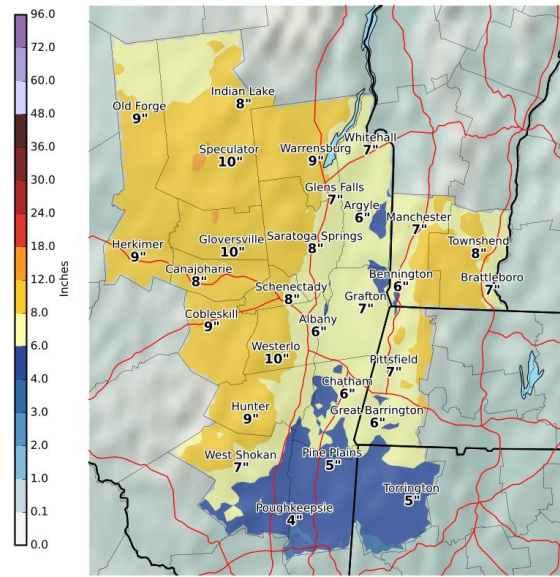 96.0
72.0
60.0
48.0
36.0
30.0
24.0
18.0
12.0
8.0
6.0
4.0
3.0
2.0
1.0
0.1
0.0
Inches
Indian Lake
8"
Old Forge
9"
Whitehall
7"
Speculator
10"
Warrensburg
9"
Glens Falls
7"
Argyle
6"
Manchester
7"
Herkimer
9"
Gloversville
10"
Saratoga Springs
8"
Townshend
8"
Canajoharie
8"
Bennington
6"
Brattleboro
7"
Schenectady
8"
Grafton
7"
Cobleskill
9"
Albany
6"
Westerlo
10"
Pittsfield
7"
Chatham
6"
Hunter
9"
Great Barrington
6"
West Shokan
7"
Pine Plains
5"
Torrington
5"
Poughkeepsie
4"